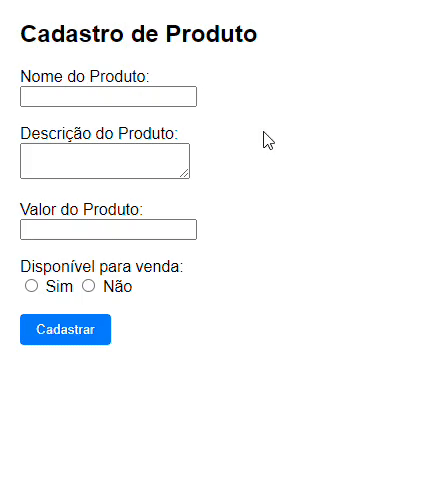 Cadastro de Produto
Nome do Produto:
Descrição do Produto:
Valor do Produto:
Disponível para venda:
Sim Não
Cadastrar